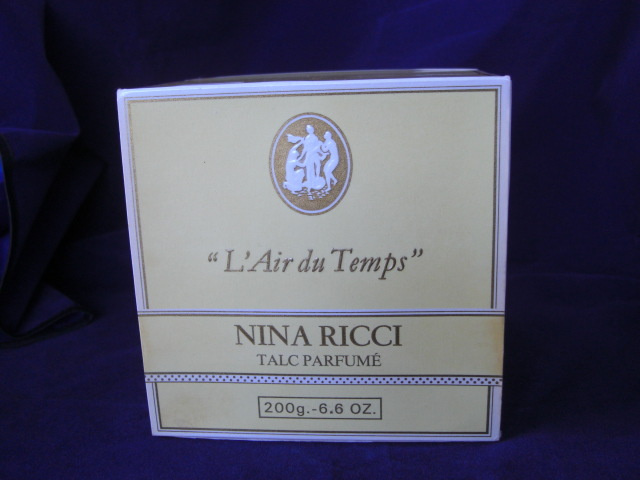 “L’Air du Temps”
NINA RICCI
TALC PARFUMÉ
200g.-6.6 OZ.